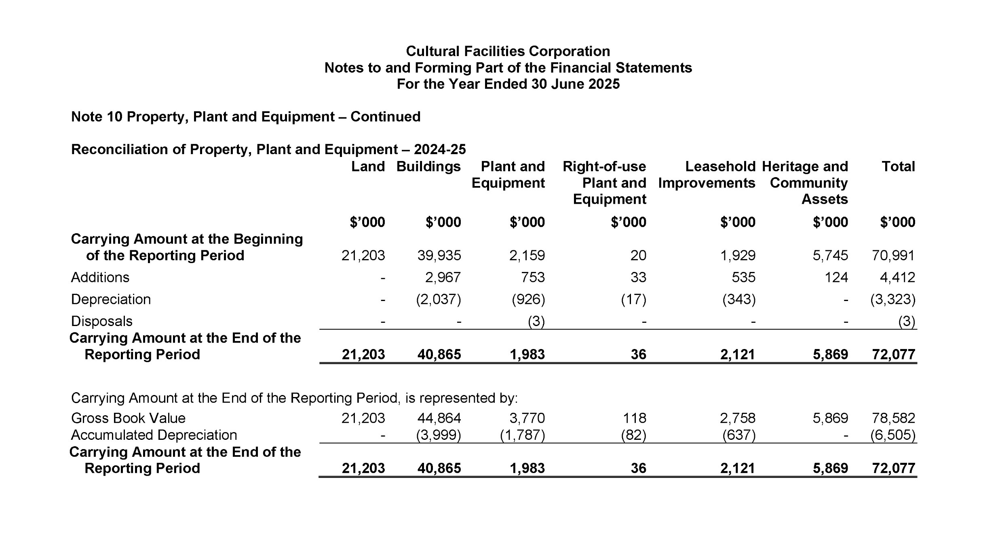 Cultural Facilities Corporation
Notes to and Forming Part of the Financial Statements
For the Year Ended 30 June 2025
Note 10 Property, Plant and Equipment – Continued
Reconciliation of Property, Plant and Equipment – 2024-25
Land Buildings Plant and Right-of-use Leasehold Heritage and Total
Equipment Plant and Improvements Community
Equipment Assets
$’000 $’000 $’000 $’000 $’000 $’000 $’000
Carrying Amount at the Beginning
of the Reporting Period 21,203 39,935 2,159 20 1,929 5,745 70,991
Additions - 2,967 753 33 535 124 4,412
Depreciation - (2,037) (926) (17) (343) - (3,323)
Disposals - - (3) - - - (3)
Carrying Amount at the End of the
Reporting Period 21,203 40,865 1,983 36 2,121 5,869 72,077
Carrying Amount at the End of the Reporting Period, is represented by:
Gross Book Value 21,203 44,864 3,770 118 2,758 5,869 78,582
Accumulated Depreciation - (3,999) (1,787) (82) (637) - (6,505)
Carrying Amount at the End of the
Reporting Period 21,203 40,865 1,983 36 2,121 5,869 72,077